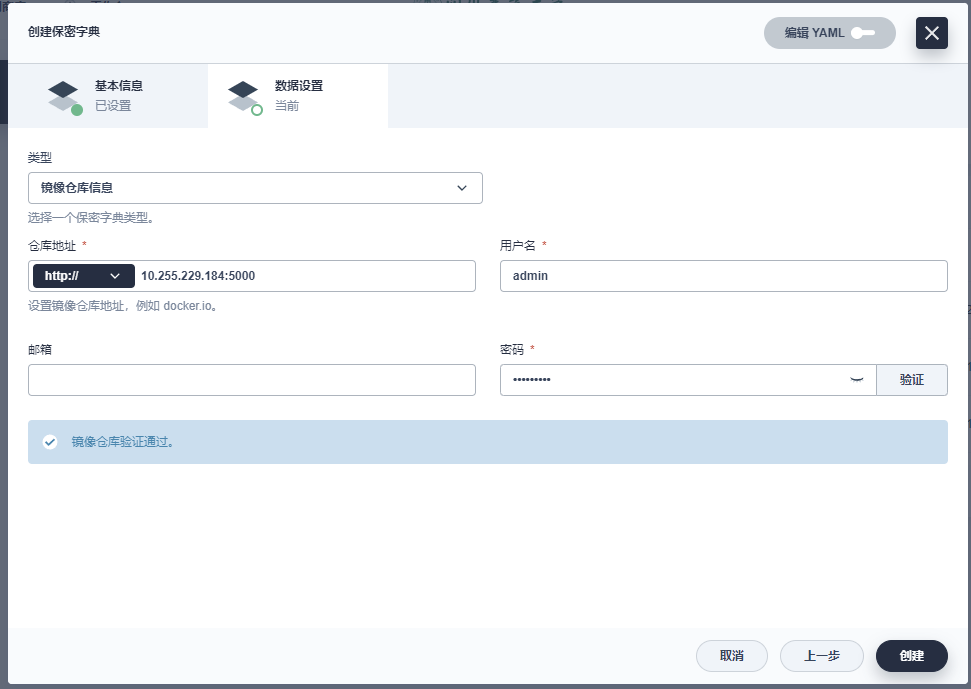 创建保密字典
编辑 YAML
基本信息
已设置
数据设置
当前
类型
镜像仓库信息
选择一个保密字典类型。
仓库地址 *
http:// 10.255.229.184:5000
设置镜像仓库地址，例如 docker.io。
用户名 *
admin
邮箱
密码 *
•••••••••
验证
镜像仓库验证通过。
取消
上一步
创建